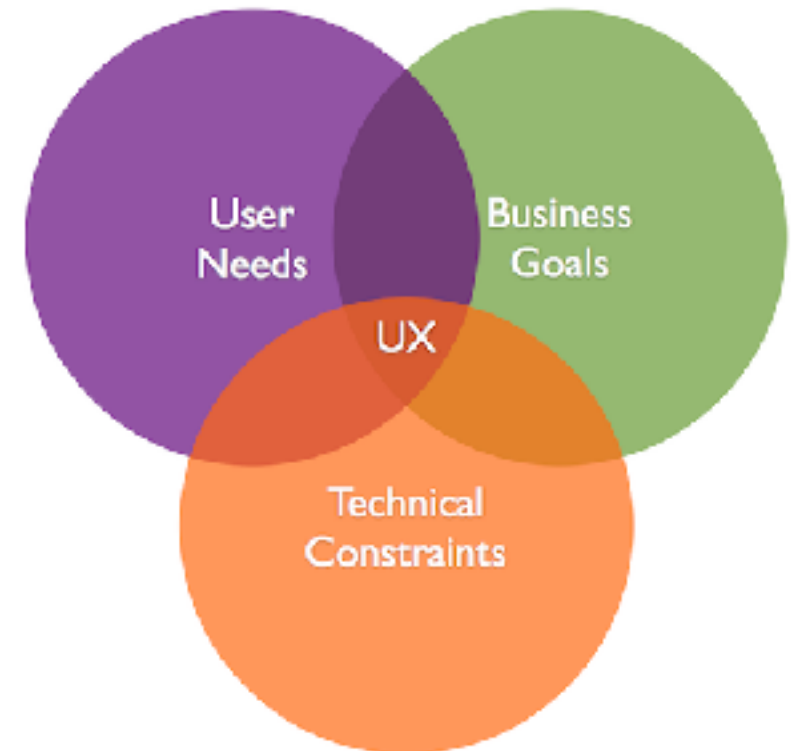 User
Needs
Business
Goals
UX
Technical
Constraints